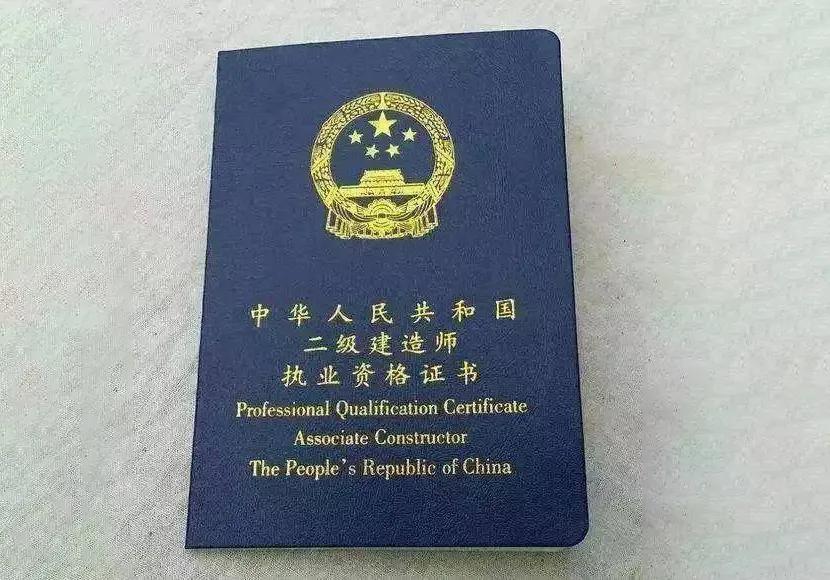 中华人民共和国
二级建造师
执业资格证书
Professional Qualification Certificate
Associate Constructor
The People's Republic of China